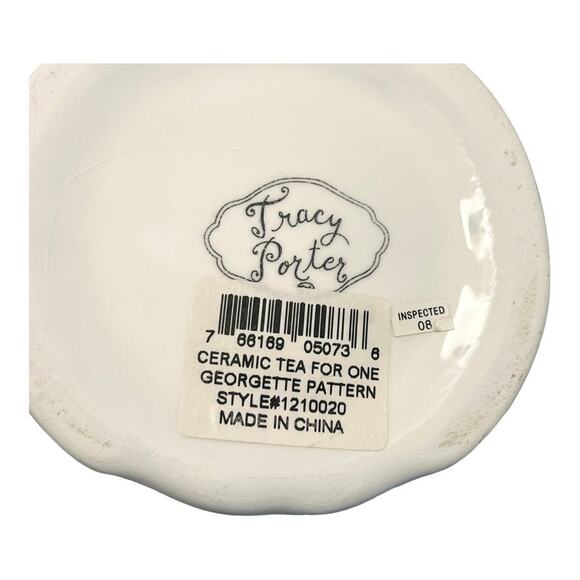 Tracy
Porter
INSPECTED
08
7 66169 05073 6
CERAMIC TEA FOR ONE
GEORGETTE PATTERN
STYLE#1210020
MADE IN CHINA